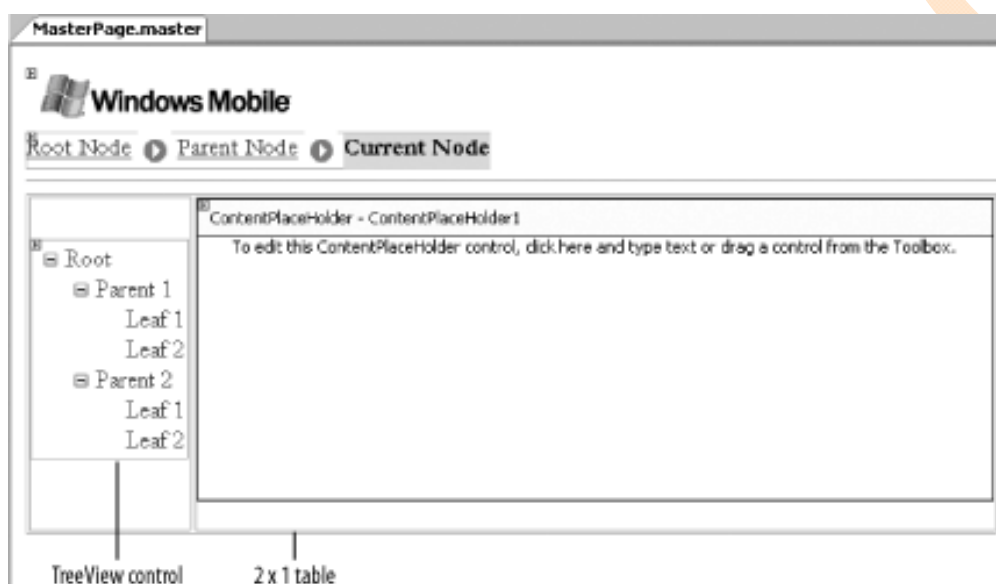 MasterPage.master
Windows Mobile
Root Node Parent Node Current Node
ContentPlaceHolder - ContentPlaceHolder1
To edit this ContentPlaceHolder control, click here and type text or drag a control from the Toolbox.
Root
Parent 1
Leaf 1
Leaf 2
Parent 2
Leaf 1
Leaf 2
TreeView control
2 x 1 table